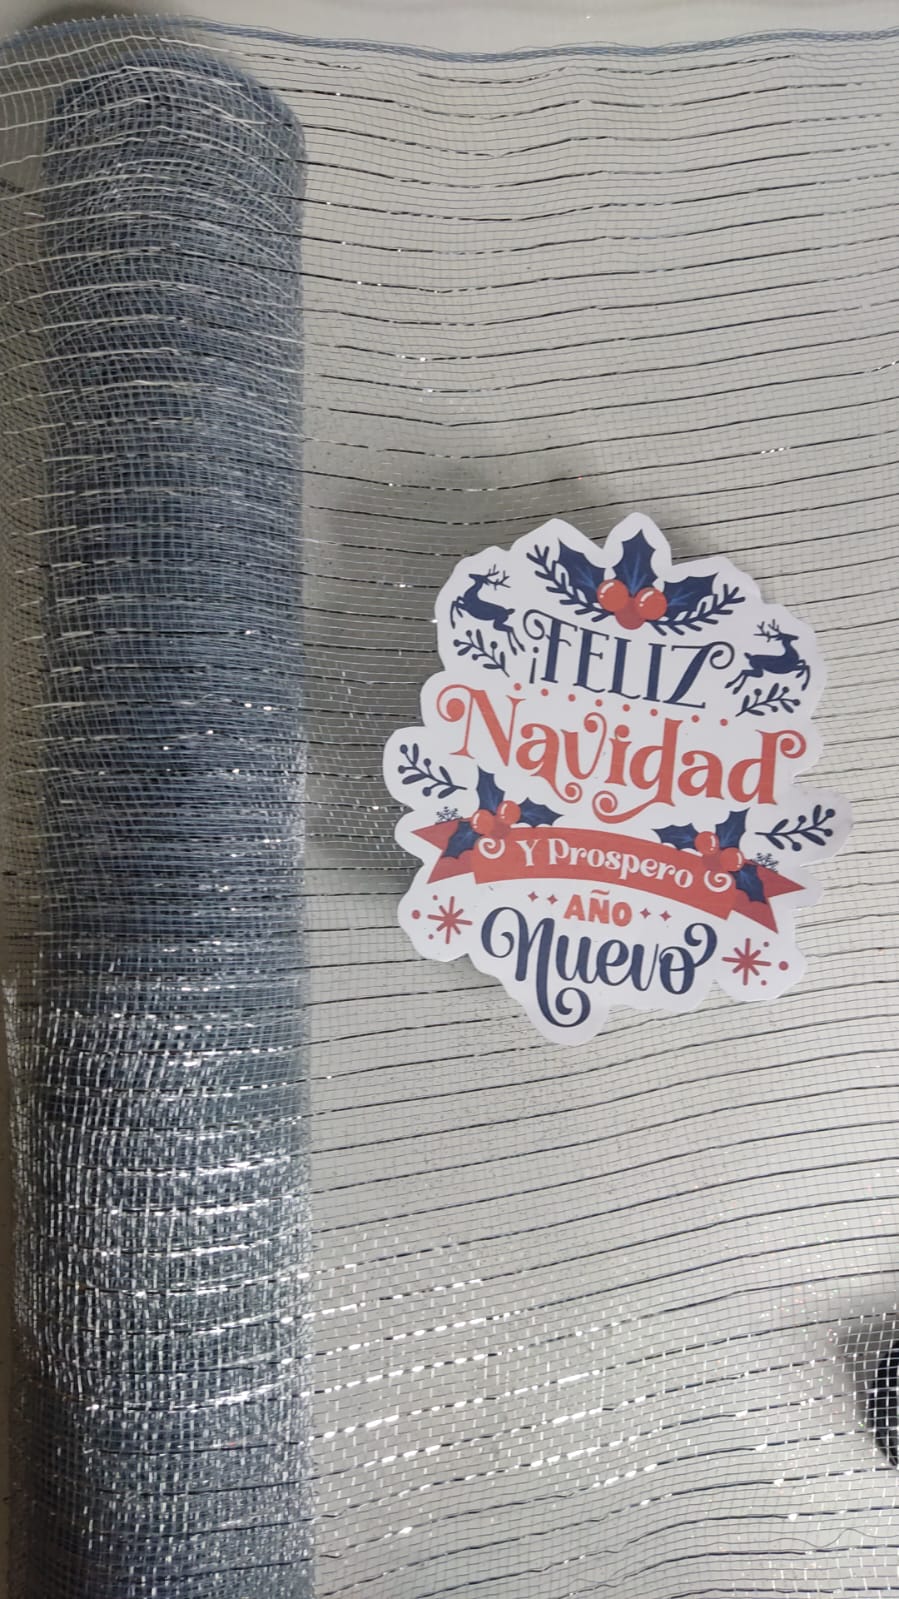 ¡FELIZ
Navidad
Y Prospero
AÑO
Nuevo